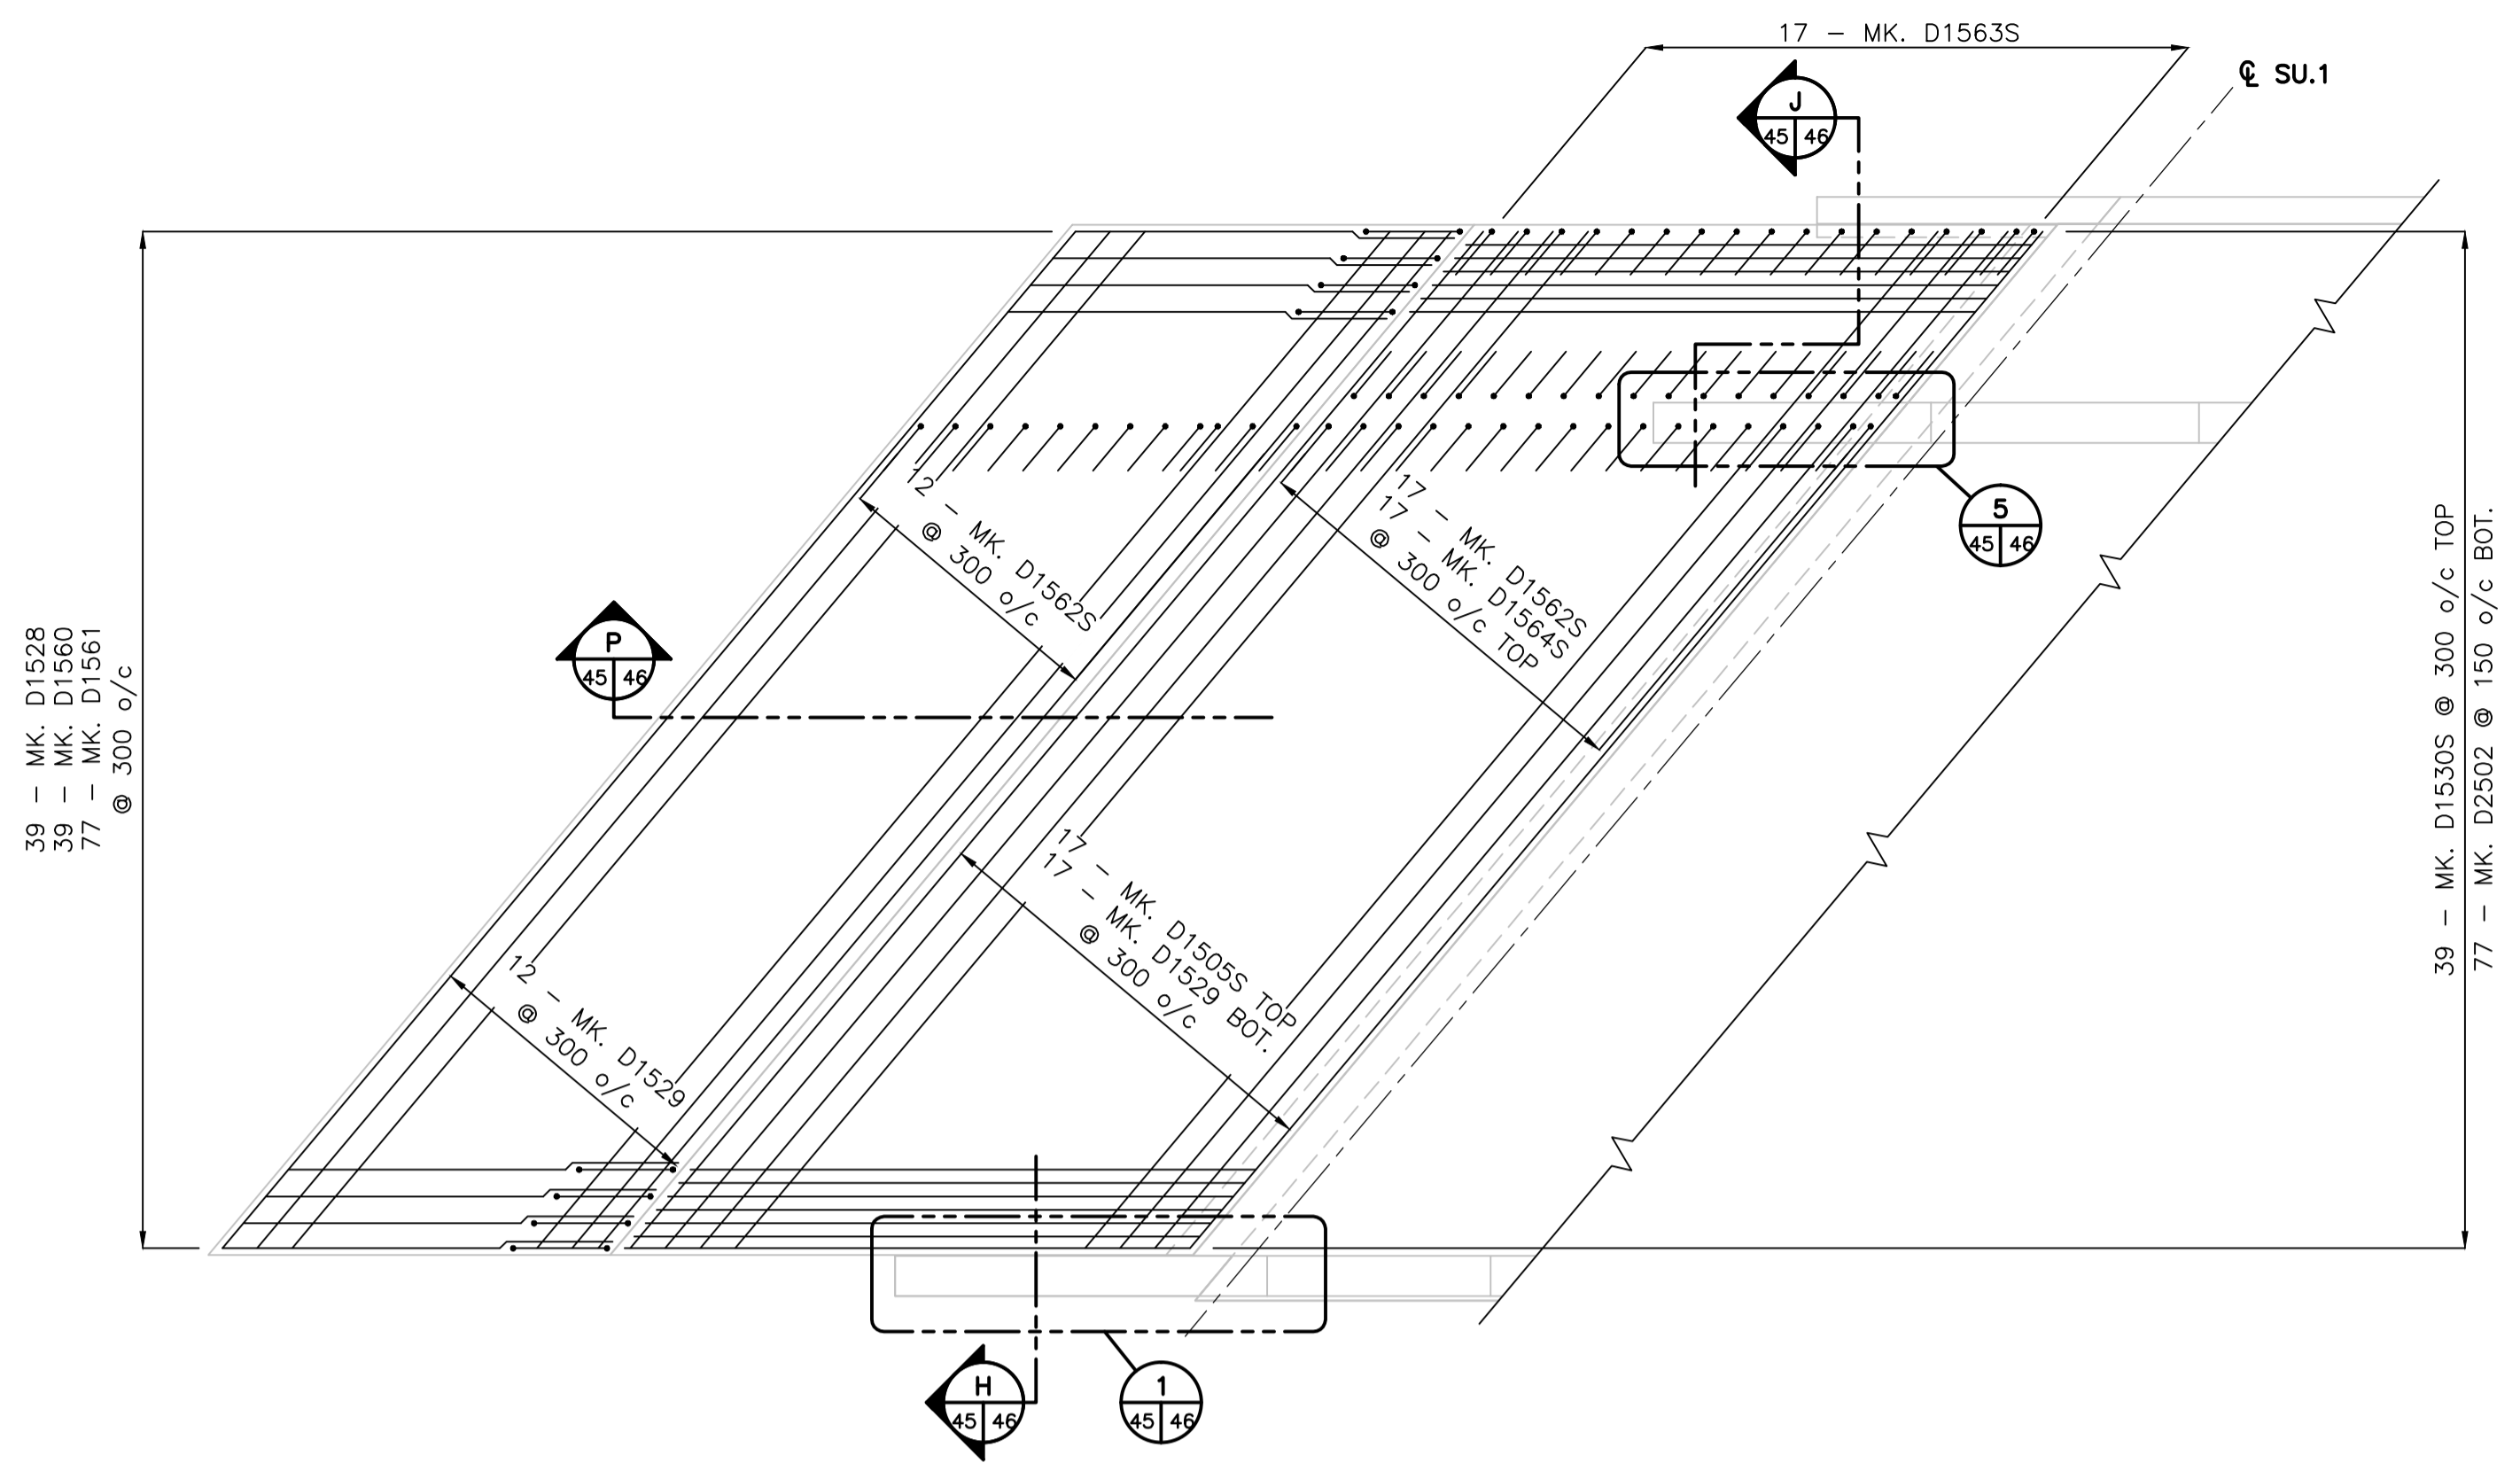 17 - MK. D1563S
℄ SU.1
J
45 46
12 - MK. D1562S
@ 300 o/c
17 - MK. D1562S
17 - MK. D1564S
@ 300 o/c TOP
5
45 46
P
45 46
39 - MK. D1528
39 - MK. D1560
77 - MK. D1561
@ 300 o/c
39 - MK. D1530S @ 300 o/c TOP
77 - MK. D2502 @ 150 o/c BOT.
17 - MK. D1505S TOP
17 - MK. D1529 BOT.
@ 300 o/c
12 - MK. D1529
@ 300 o/c
H
45 46
1
45 46